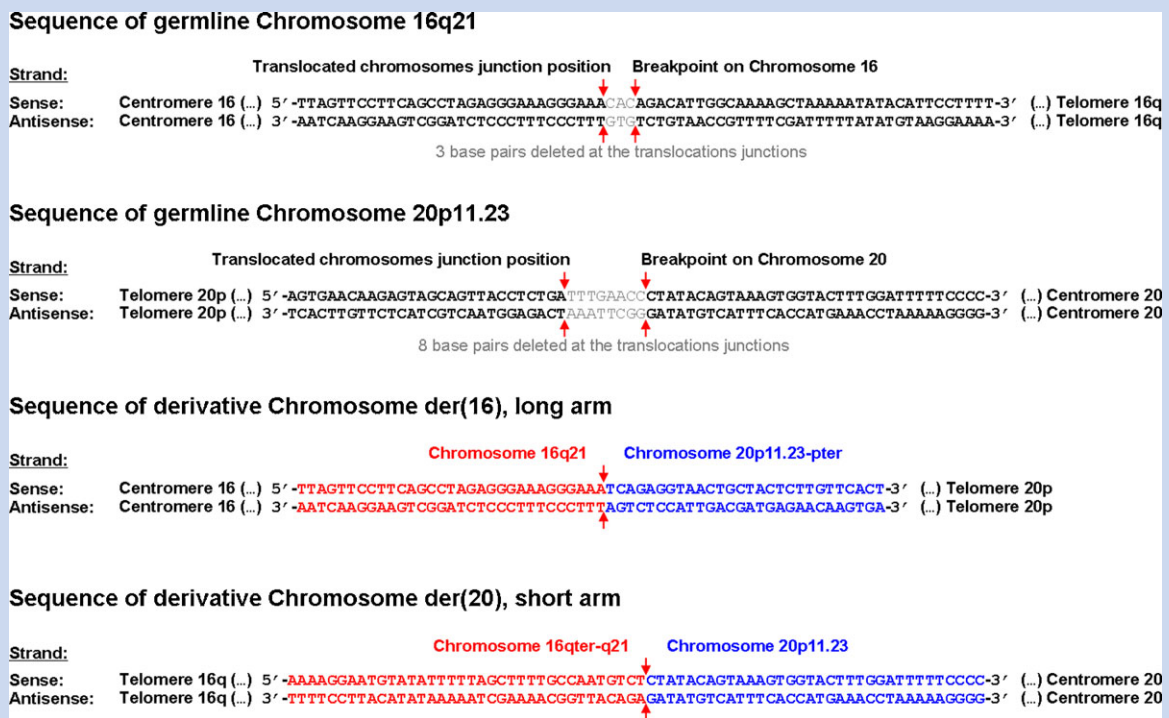 Sequence of germline Chromosome 16q21
Translocated chromosomes junction position Breakpoint on Chromosome 16
Strand:
Sense: Centromere 16 (...) 5′-TTAGTTCCTTCAGCCTAGAGGGAAAGGGAAACACAGACATTGGCAAAAGCTAAAAATATACATTCCTTTT-3′ (...) Telomere 16q
Antisense: Centromere 16 (...) 3′-AATCAAGGAAGTCGGATCTCCCTTTCCCTTTGTGTCTGTAACCGTTTTCGATTTTTATATGTAAGGAAAA-3′ (...) Telomere 16q
3 base pairs deleted at the translocations junctions
Sequence of germline Chromosome 20p11.23
Translocated chromosomes junction position Breakpoint on Chromosome 20
Strand:
Sense: Telomere 20p (...) 5′-AGTGAACAAGAGTAGCAGTTACCTCTGATTTGAACCCTATACAGTAAAGTGGTACTTTGGATTTTTCCCC-3′ (...) Centromere 20
Antisense: Telomere 20p (...) 3′-TCACTTGTTCTCATCGTCAATGGAGACTAAATTCGGGATATGTCATTTCACCATGAAACCTAAAAAGGGG-3′ (...) Centromere 20
8 base pairs deleted at the translocations junctions
Sequence of derivative Chromosome der(16), long arm
Chromosome 16q21 Chromosome 20p11.23-pter
Strand:
Sense: Centromere 16 (...) 5′-TTAGTTCCTTCAGCCTAGAGGGAAAGGGAAATCAGAGGTAACTGCTACTCTTGTTCACT-3′ (...) Telomere 20p
Antisense: Centromere 16 (...) 3′-AATCAAGGAAGTCGGATCTCCCTTTCCCTTTAGTCTCCATTGACGATGAGAACAAGTGA-3′ (...) Telomere 20p
Sequence of derivative Chromosome der(20), short arm
Chromosome 16qter-q21 Chromosome 20p11.23
Strand:
Sense: Telomere 16q (...) 5′-AAAAGGAATGTATATTTTTAGCTTTTGCCAATGTCTCTATACAGTAAAGTGGTACTTTGGATTTTTCCCC-3′ (...) Centromere 20
Antisense: Telomere 16q (...) 3′-TTTTCCTTACATATAAAAATCGAAAACGGTTACAGAGATATGTCATTTCACCATGAAACCTAAAAAGGGG-3′ (...) Centromere 20